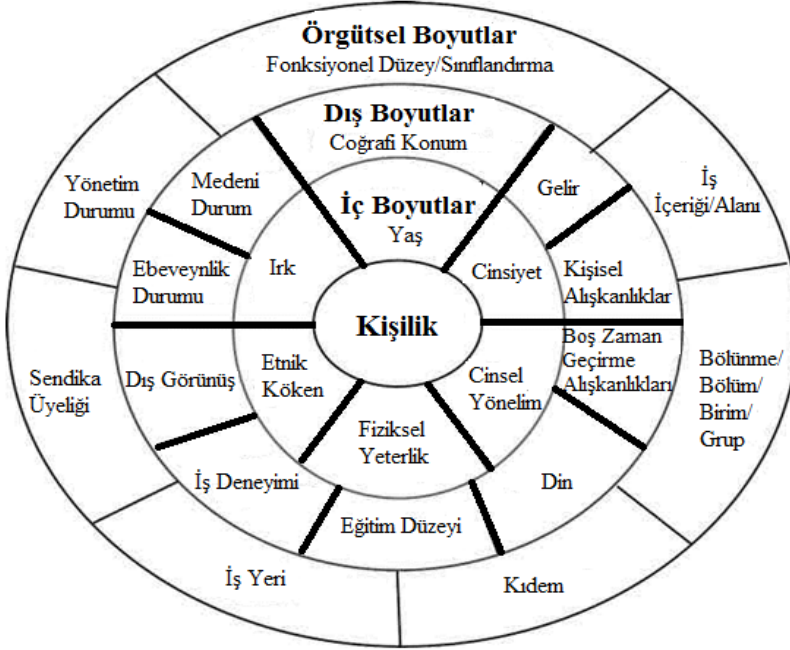 Örgütsel Boyutlar
Fonksiyonel Düzey/Sınıflandırma
Dış Boyutlar
Coğrafi Konum
İç Boyutlar
Yaş
Yönetim
Durumu
Medeni
Durum
Gelir
İş
İçeriği/Alanı
Ebeveynlik
Durumu
Irk
Cinsiyet
Kişisel
Alışkanlıklar
Kişilik
Sendika
Üyeliği
Dış Görünüş
Etnik
Köken
Cinsel
Yönelim
Boş Zaman
Geçirme
Alışkanlıkları
Bölünme/
Bölüm/
Birim/
Grup
Fiziksel
Yeterlik
İş Deneyimi
Din
Eğitim Düzeyi
İş Yeri
Kıdem